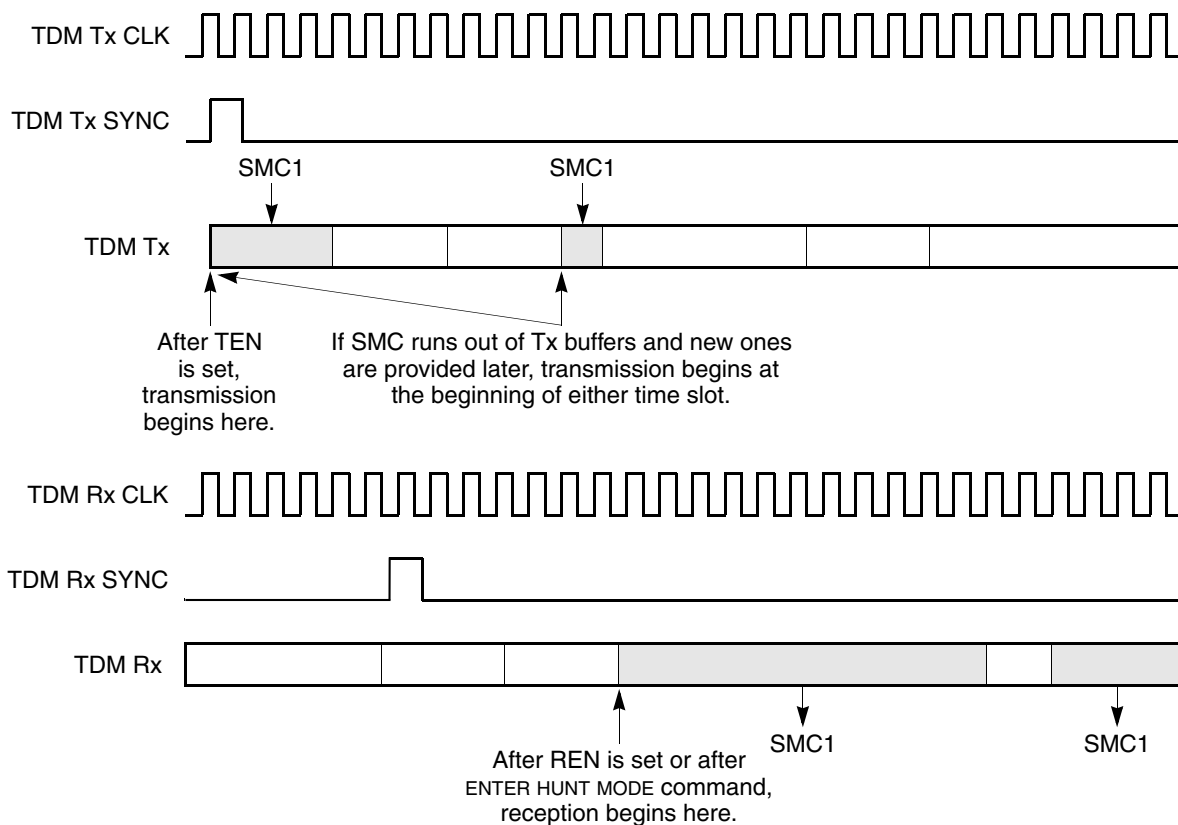 TDM Tx CLK
TDM Tx SYNC
SMC1
SMC1
TDM Tx
After TEN
is set,
transmission
begins here.
If SMC runs out of Tx buffers and new ones
are provided later, transmission begins at
the beginning of either time slot.
TDM Rx CLK
TDM Rx SYNC
TDM Rx
SMC1
SMC1
After REN is set or after
ENTER HUNT MODE command,
reception begins here.